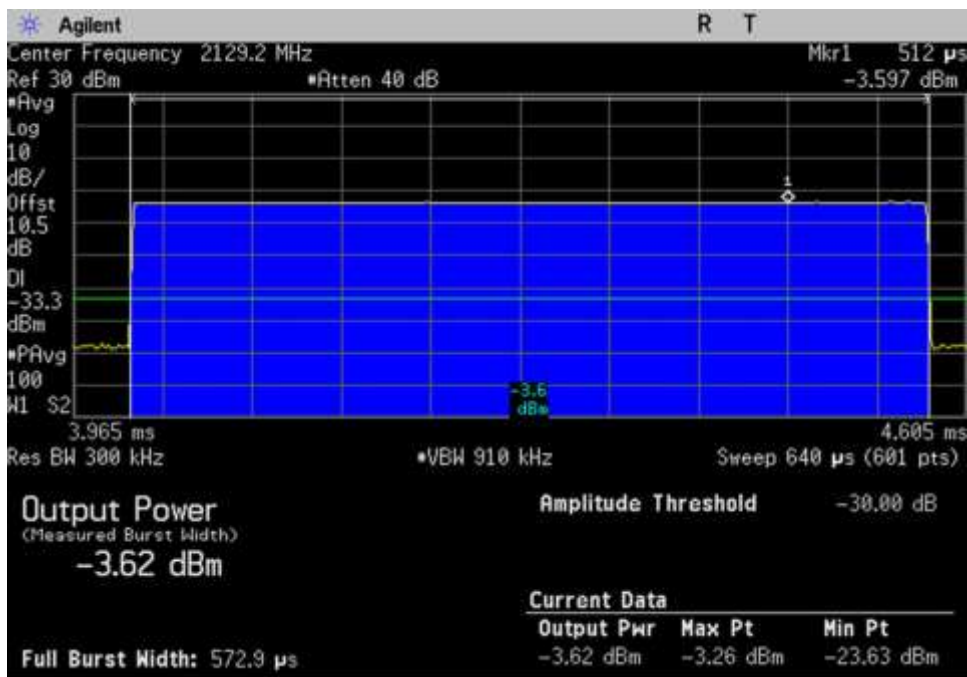 Agilent R T
Center Frequency 2129.2 MHz Mkr1 512 µs
Ref 30 dBm *Atten 40 dB -3.597 dBm
*Avg
Log
10
dB/
Offst
10.5
dB
DI
-33.3
dBm
*PAvg
100
W1 S2
1
-3.6
dBm
3.965 ms 4.605 ms
Res BW 300 kHz *VBW 910 kHz Sweep 640 µs (601 pts)
Output Power Amplitude Threshold -30.00 dB
(Measured Burst Width)
-3.62 dBm
Current Data
Output Pwr Max Pt Min Pt
Full Burst Width: 572.9 µs -3.62 dBm -3.26 dBm -23.63 dBm